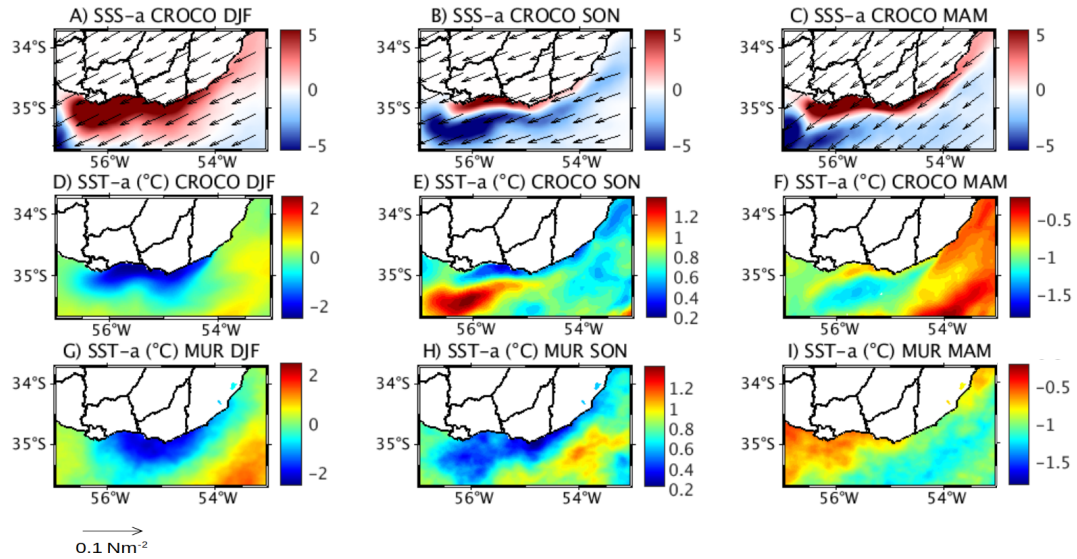 A) SSS-a CROCO DJF
B) SSS-a CROCO SON
C) SSS-a CROCO MAM
34°S
35°S
56°W
54°W
5
0
-5
34°S
35°S
56°W
54°W
5
0
-5
34°S
35°S
56°W
54°W
5
0
-5
D) SST-a (°C) CROCO DJF
E) SST-a (°C) CROCO SON
F) SST-a (°C) CROCO MAM
34°S
35°S
56°W
54°W
2
0
-2
34°S
35°S
56°W
54°W
1.2
1
0.8
0.6
0.4
0.2
34°S
35°S
56°W
54°W
-0.5
-1
-1.5
G) SST-a (°C) MUR DJF
H) SST-a (°C) MUR SON
I) SST-a (°C) MUR MAM
34°S
35°S
56°W
54°W
2
0
-2
34°S
35°S
56°W
54°W
1.2
1
0.8
0.6
0.4
0.2
34°S
35°S
56°W
54°W
-0.5
-1
-1.5
0.1 Nm-2